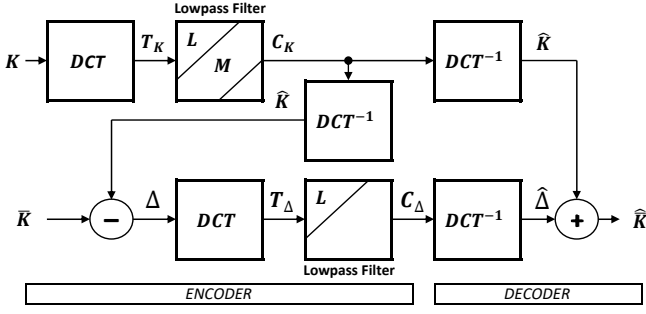 Lowpass Filter
K DCT T_K L M C_K DCT⁻¹ K̂
K̂ DCT⁻¹
K̄ − Δ DCT T_Δ L C_Δ DCT⁻¹ Δ̂ + K̄̂
Lowpass Filter
ENCODER DECODER